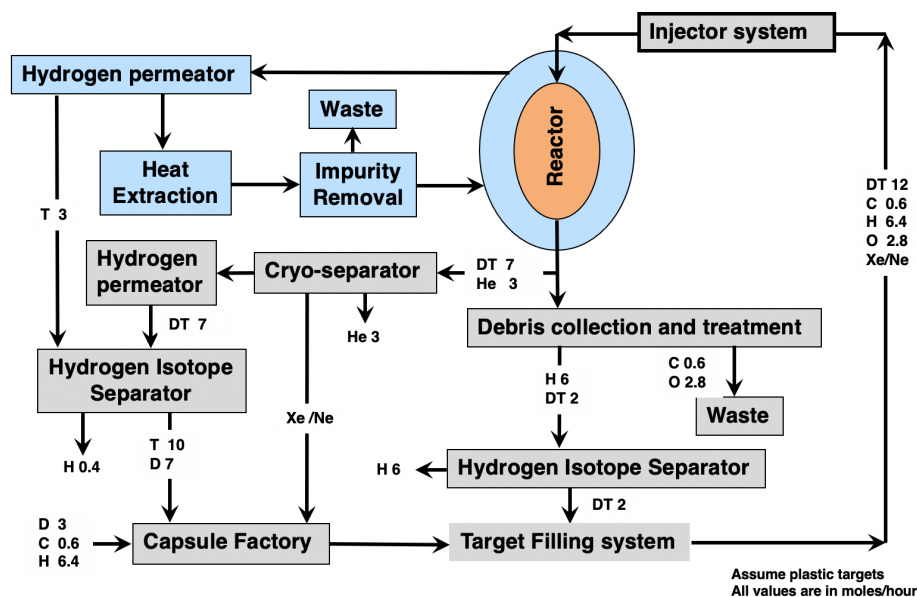 Injector system
Hydrogen permeator
Waste
Reactor
Heat
Extraction
Impurity
Removal
DT 12
C 0.6
H 6.4
O 2.8
Xe/Ne
T 3
Hydrogen
permeator
Cryo-separator
DT 7
He 3
DT 7
He 3
Debris collection and treatment
Hydrogen Isotope
Separator
C 0.6
O 2.8
H 6
DT 2
Waste
Xe /Ne
T 10
D 7
H 0.4
H 6
Hydrogen Isotope Separator
DT 2
D 3
C 0.6
H 6.4
Capsule Factory
Target Filling system
Assume plastic targets
All values are in moles/hour